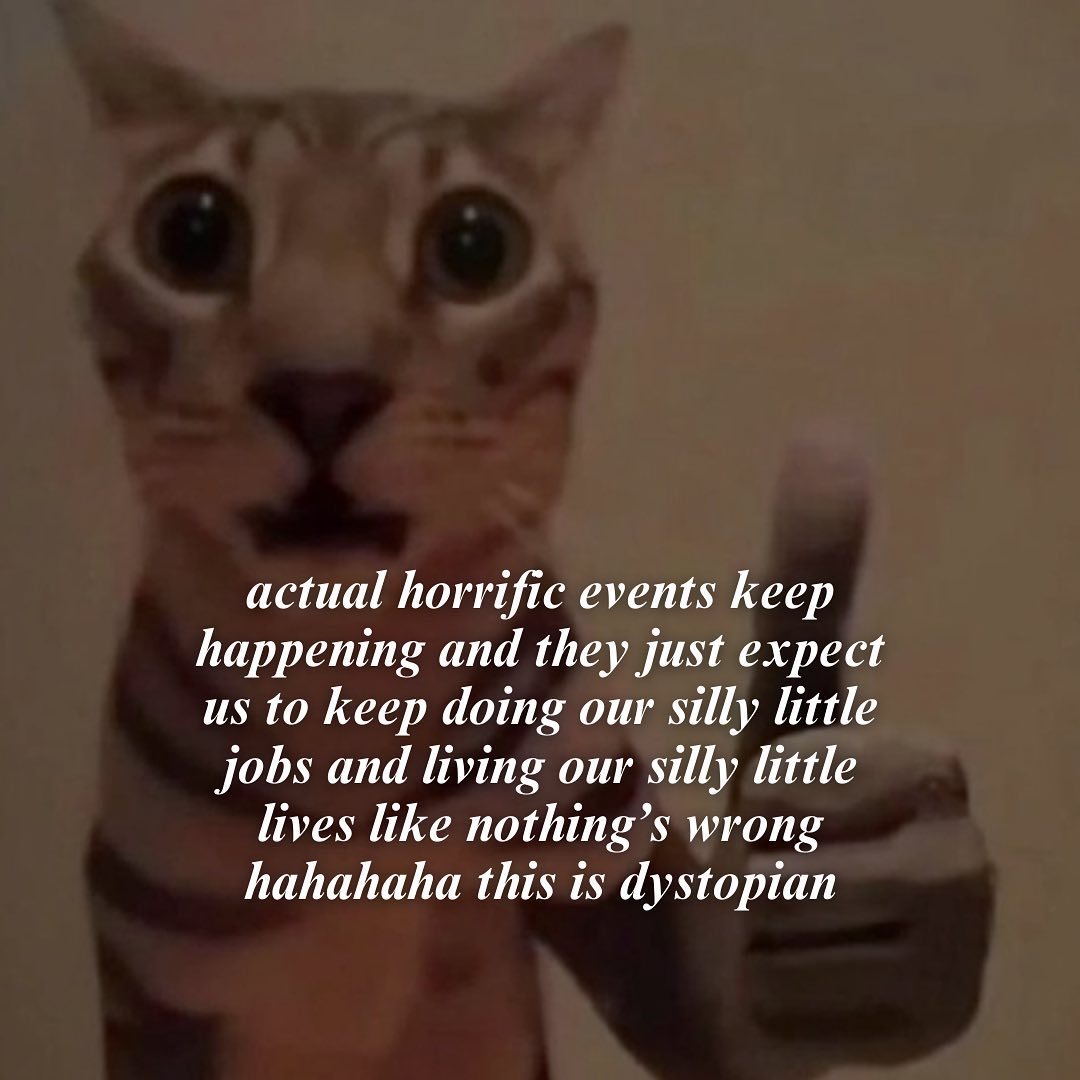 actual horrific events keep
happening and they just expect
us to keep doing our silly little
jobs and living our silly little
lives like nothing’s wrong
hahahaha this is dystopian